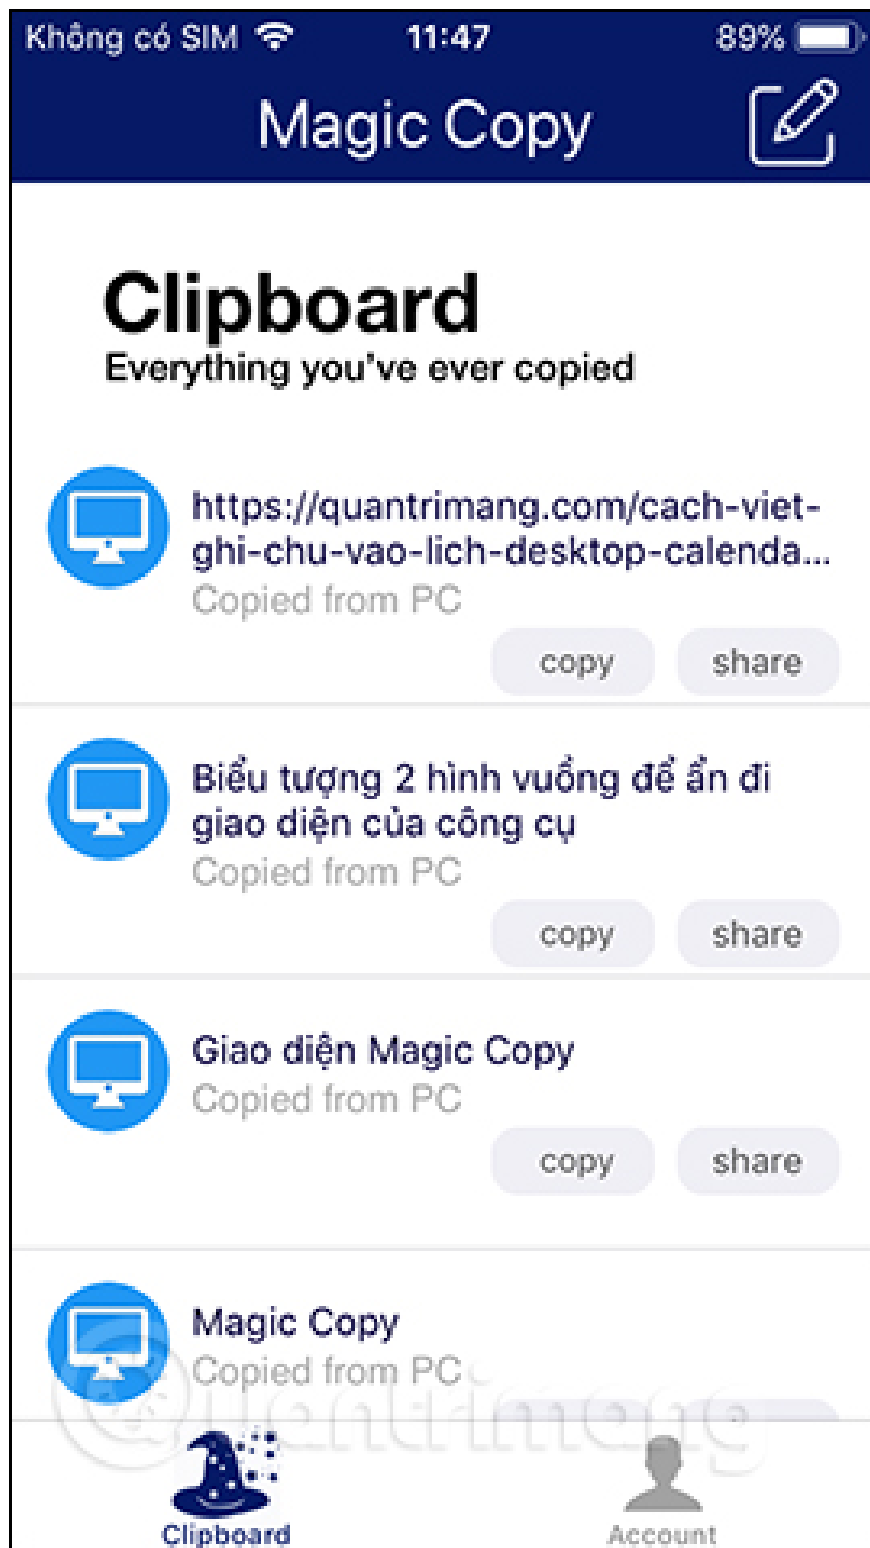 Không có SIM 11:47 89%
Magic Copy
Clipboard
Everything you've ever copied
https://quantrimang.com/cach-viet-
ghi-chu-vao-lich-desktop-calenda...
Copied from PC
copy share
Biểu tượng 2 hình vuông để ẩn đi
giao diện của công cụ
Copied from PC
copy share
Giao diện Magic Copy
Copied from PC
copy share
Magic Copy
Copied from PC
Quantrimang
Clipboard Account